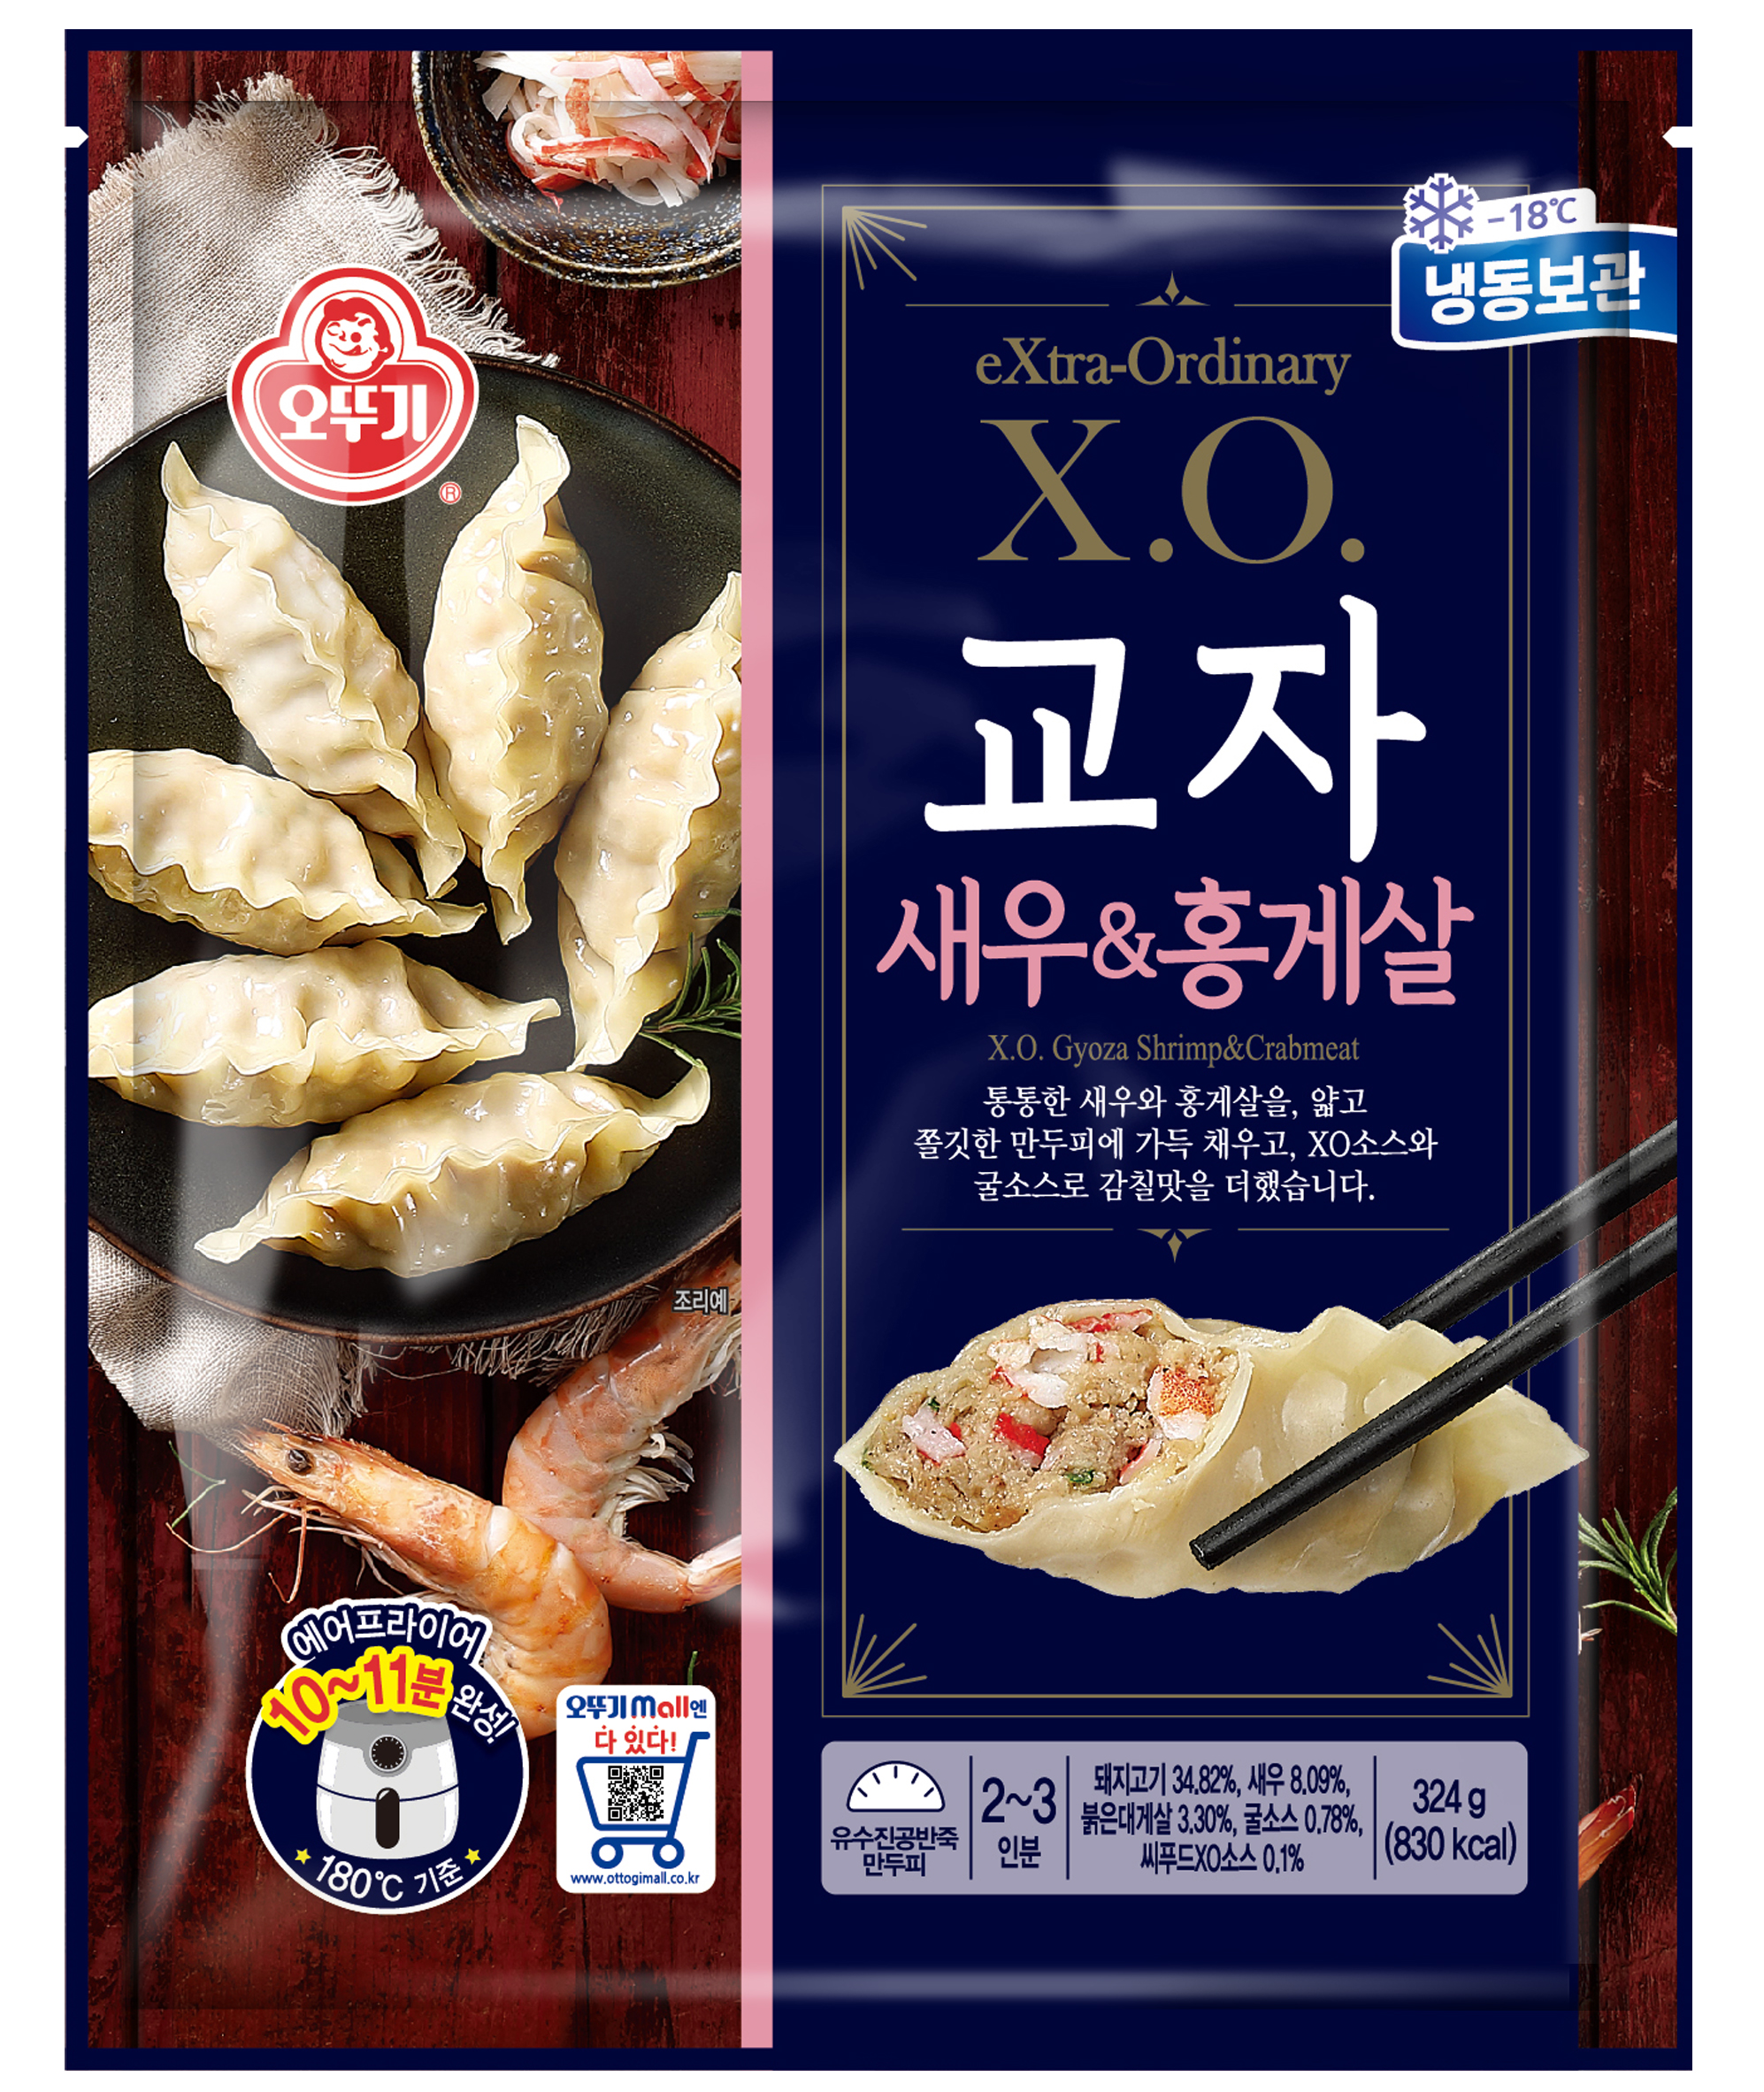 오뚜기
®
-18℃
냉동보관
eXtra-Ordinary
X.O.
교자
새우&홍게살
X.O. Gyoza Shrimp&Crabmeat
통통한 새우와 홍게살을, 얇고
쫄깃한 만두피에 가득 채우고, XO소스와
굴소스로 감칠맛을 더했습니다.
조리예
에어프라이어
10~11분 완성!
180℃ 기준
오뚜기mall엔
다 있다!
www.ottogimall.co.kr
유수진공반죽
만두피
2~3
인분
돼지고기 34.82%, 새우 8.09%,
붉은대게살 3.30%, 굴소스 0.78%,
씨푸드XO소스 0.1%
324 g
(830 kcal)